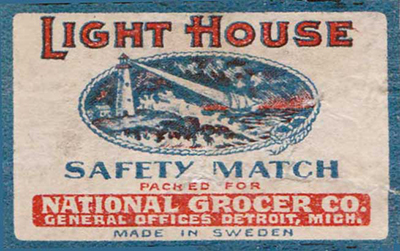 LIGHT HOUSE
SAFETY MATCH
PACKED FOR
NATIONAL GROCER CO.
GENERAL OFFICES DETROIT, MICH.
MADE IN SWEDEN